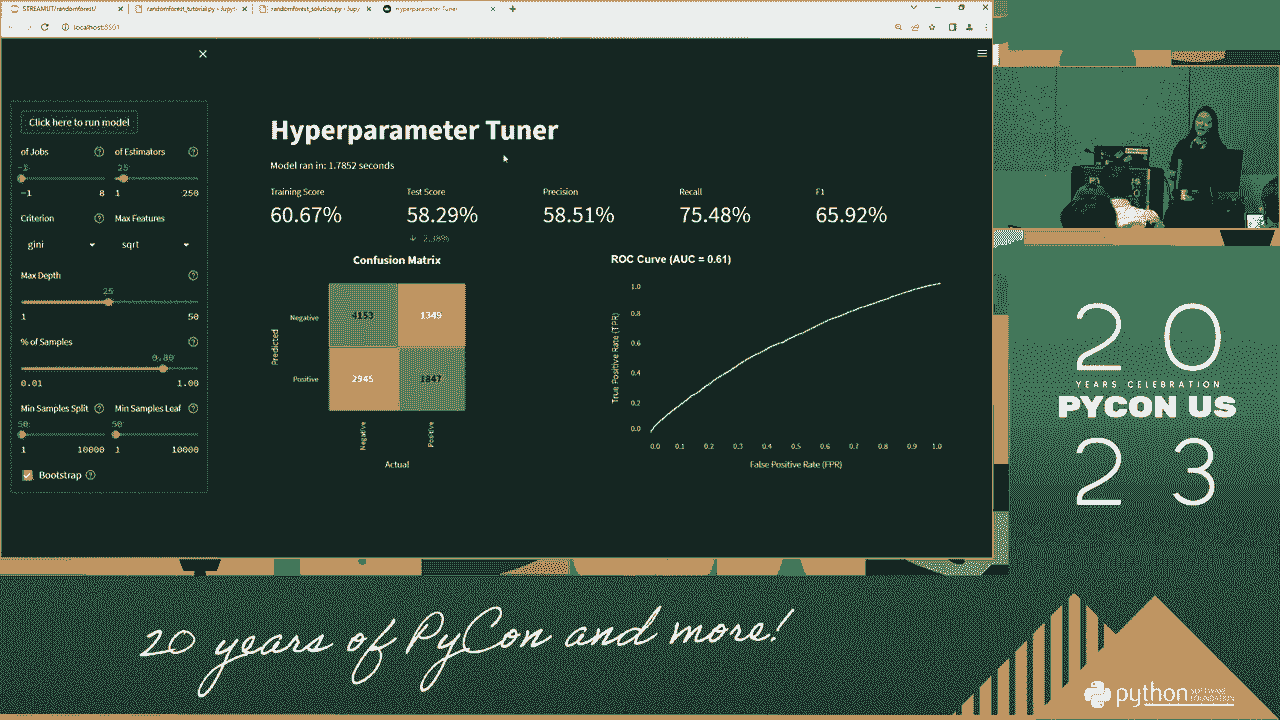 STREAMLIT/randomforest/
randomforest_tutorial.py - Jupyt
randomforest_solution.py - Jupy
Hyperparameter Tuner
localhost:8501
Click here to run model
of Jobs
of Estimators
-1
25
-1
8
1
250
Criterion
Max Features
gini
sqrt
Max Depth
25
1
50
% of Samples
0.80
0.01
1.00
Min Samples Split
Min Samples Leaf
50
50
1
10000
1
10000
Bootstrap
Hyperparameter Tuner
Model ran in: 1.7852 seconds
Training Score
Test Score
Precision
Recall
F1
60.67%
58.29%
58.51%
75.48%
65.92%
2.38%
Confusion Matrix
Predicted
Negative
Positive
4153
1349
2945
1847
Negative
Positive
Actual
ROC Curve (AUC = 0.61)
True Positive Rate (TPR)
1.0
0.8
0.6
0.4
0.2
0.0
0.0 0.1 0.2 0.3 0.4 0.5 0.6 0.7 0.8 0.9 1.0
False Positive Rate (FPR)
20
YEARS CELEBRATION
PYCON US
23
20 years of PyCon and more!
python SOFTWARE
FOUNDATION